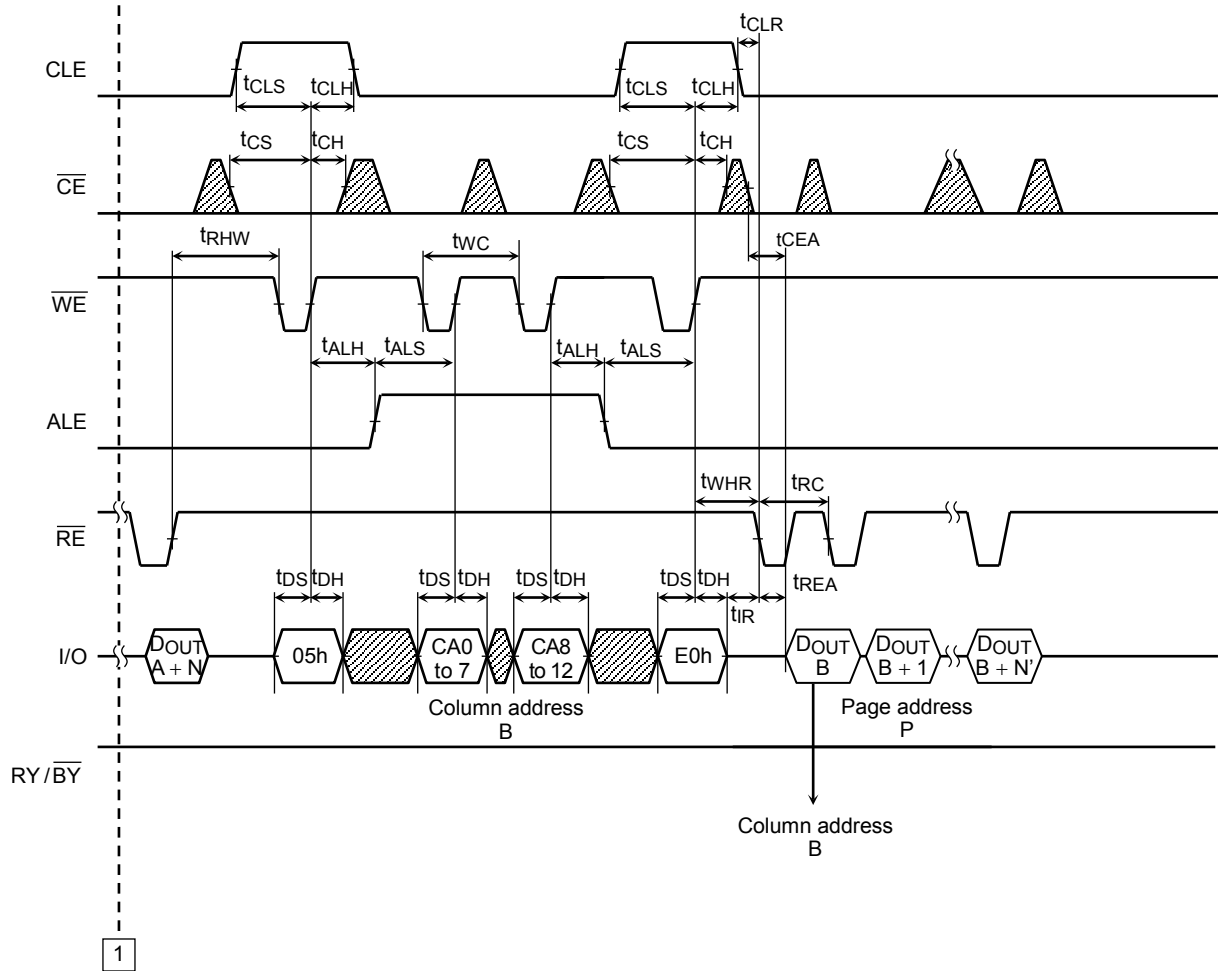 tCLR
CLE
tCLS tCLH tCLS tCLH
tCS tCH tCS tCH
CE
tCEA
tRHW tWC
WE
tALH tALS tALH tALS
ALE
tWHR tRC
RE
tDS tDH tDS tDH tDS tDH tDS tDH tREA
tIR
I/O
DOUT A + N
05h
CA0 to 7
CA8 to 12
E0h
DOUT B
DOUT B + 1
DOUT B + N'
Column address
B
Page address
P
RY/BY
Column address
B
1